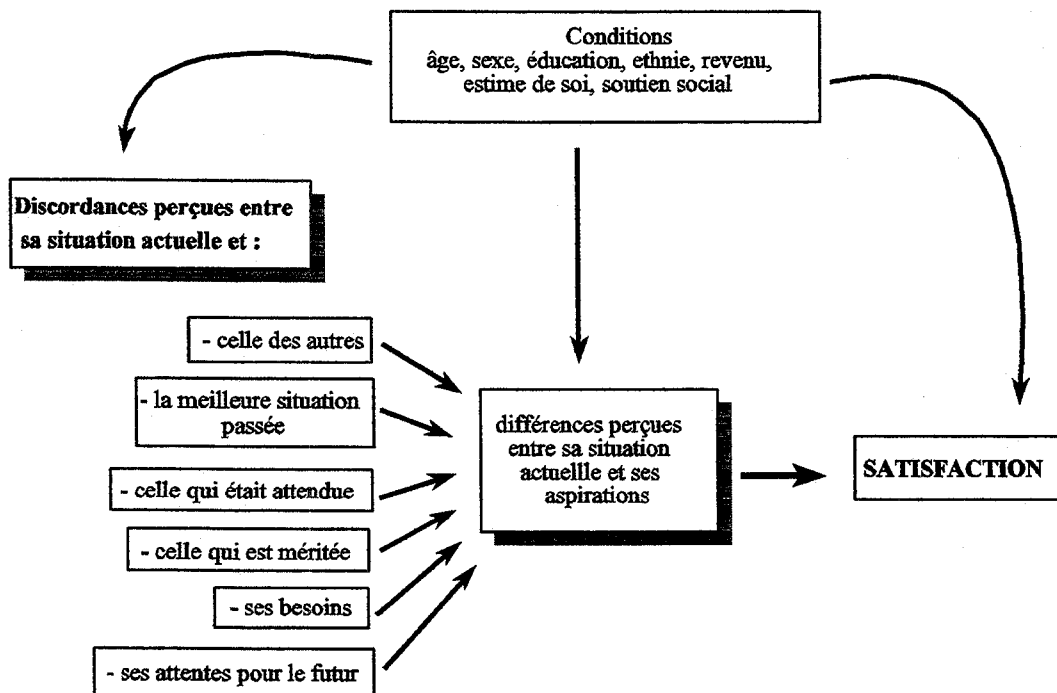 Conditions
âge, sexe, éducation, ethnie, revenu,
estime de soi, soutien social
Discordances perçues entre
sa situation actuelle et :
- celle des autres
- la meilleure situation
passée
- celle qui était attendue
- celle qui est méritée
- ses besoins
- ses attentes pour le futur
différences perçues
entre sa situation
actuellle et ses
aspirations
SATISFACTION